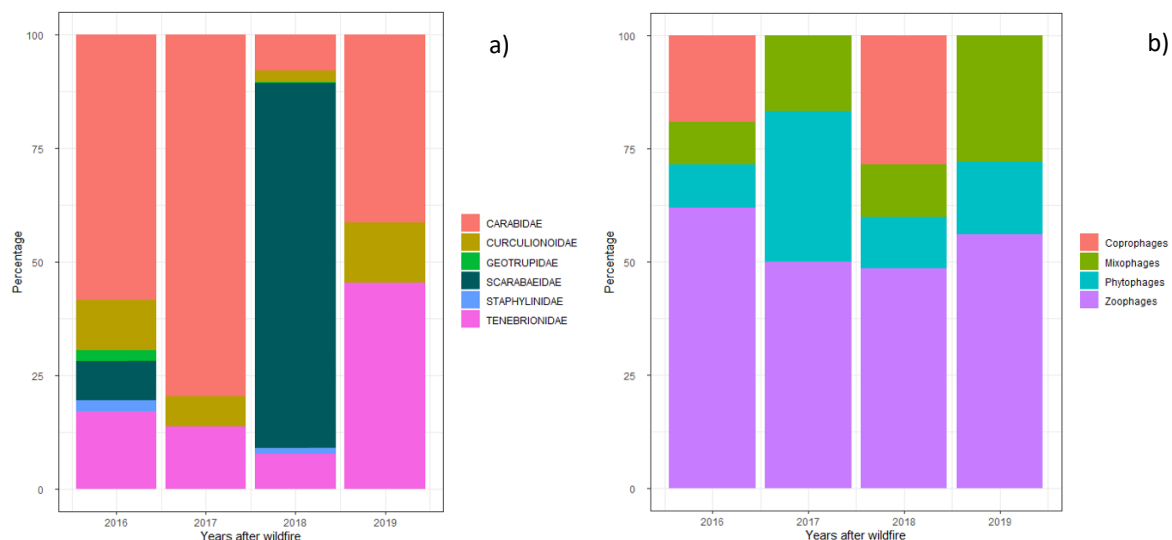 a)
100
75
50
25
0
Percentage
2016 2017 2018 2019
Years after wildfire
CARABIDAE
CURCULIONOIDAE
GEOTRUPIDAE
SCARABAEIDAE
STAPHYLINIDAE
TENEBRIONIDAE
b)
100
75
50
25
0
Percentage
2016 2017 2018 2019
Years after wildfire
Coprophages
Mixophages
Phytophages
Zoophages